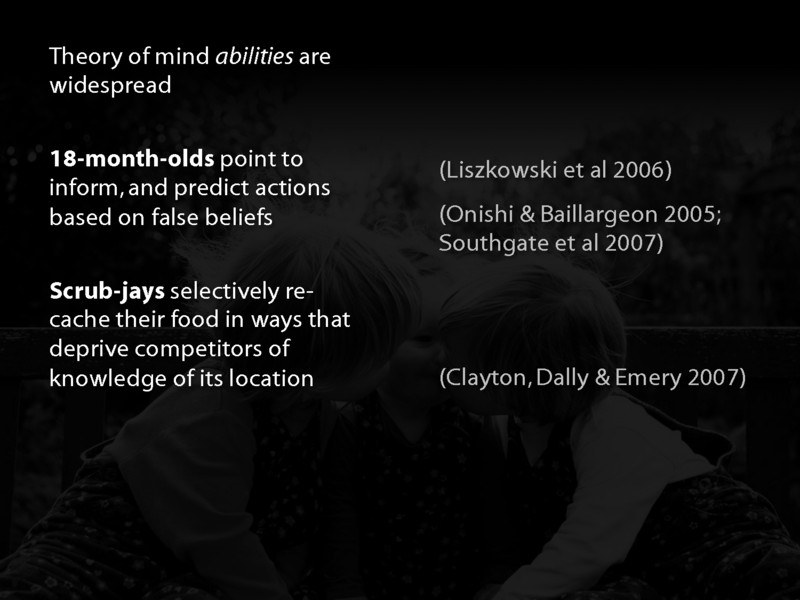 Theory of mind abilities are
widespread
18-month-olds point to
inform, and predict actions
based on false beliefs
(Liszkowski et al 2006)
(Onishi & Baillargeon 2005;
Southgate et al 2007)
Scrub-jays selectively re-
cache their food in ways that
deprive competitors of
knowledge of its location
(Clayton, Dally & Emery 2007)